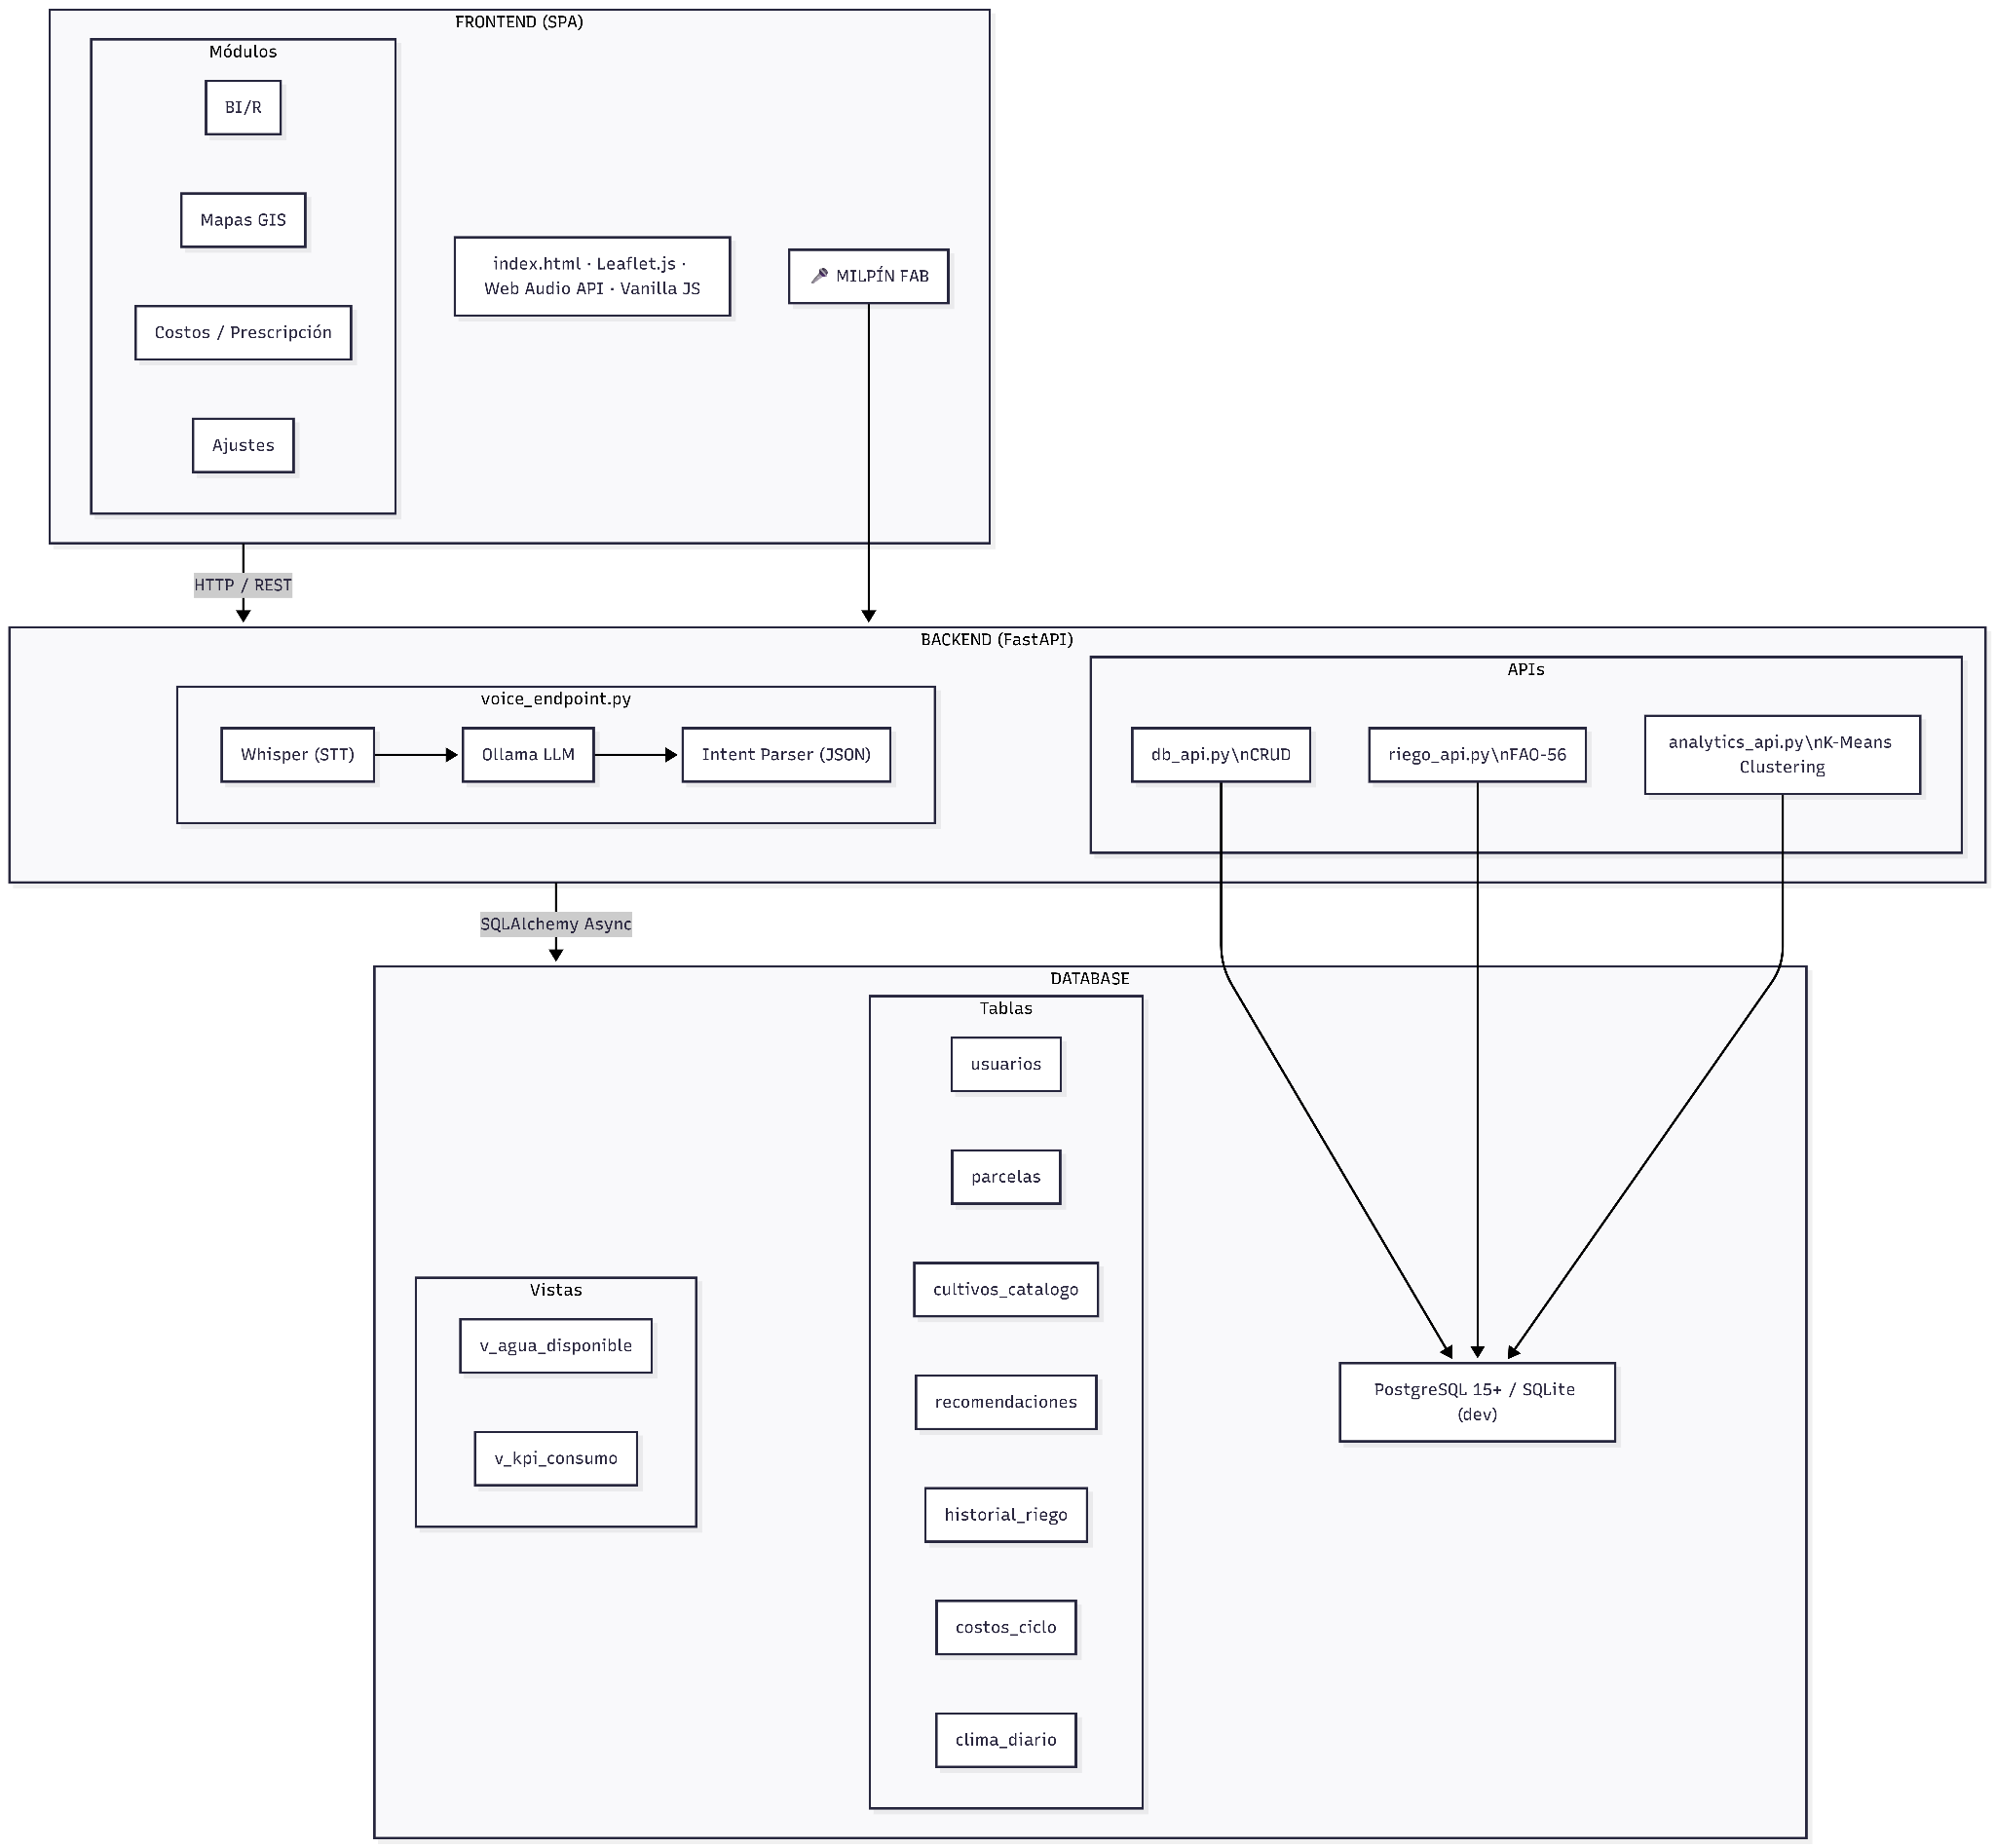 FRONTEND (SPA)
Módulos
BI/R
Mapas GIS
Costos / Prescripción
Ajustes
index.html · Leaflet.js ·
Web Audio API · Vanilla JS
🎤 MILPÍN FAB
HTTP / REST
BACKEND (FastAPI)
voice_endpoint.py
Whisper (STT)
Ollama LLM
Intent Parser (JSON)
APIs
db_api.py\nCRUD
riego_api.py\nFAO-56
analytics_api.py\nK-Means
Clustering
SQLAlchemy Async
DATABASE
Vistas
v_agua_disponible
v_kpi_consumo
Tablas
usuarios
parcelas
cultivos_catalogo
recomendaciones
historial_riego
costos_ciclo
clima_diario
PostgreSQL 15+ / SQLite
(dev)